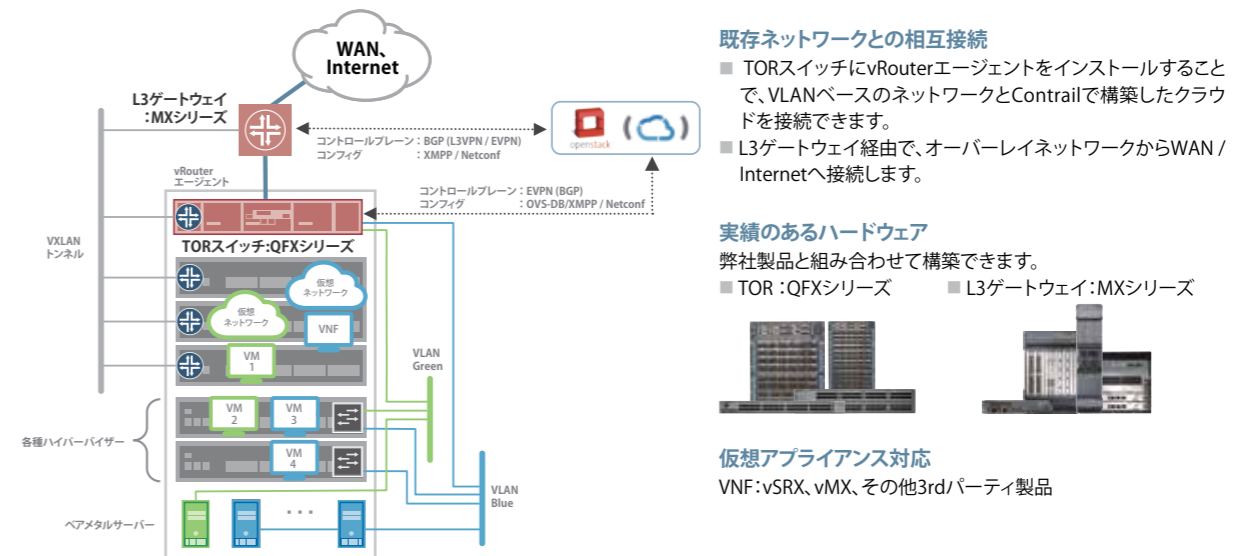 WAN、
Internet
L3ゲートウェイ
:MXシリーズ
コントロールプレーン：BGP (L3VPN / EVPN)
コンフィグ ：XMPP / Netconf
openstack
vRouter
エージェント
コントロールプレーン：EVPN (BGP)
コンフィグ ：OVS-DB/XMPP / Netconf
TORスイッチ:QFXシリーズ
VXLAN
トンネル
仮想
ネットワーク
仮想
ネットワーク
VNF
VM
1
VLAN
Green
VM
2
VM
3
各種ハイパーバイザー
VM
4
VLAN
Blue
ベアメタルサーバー
...
既存ネットワークとの相互接続
■ TORスイッチにvRouterエージェントをインストールすること
で、VLANベースのネットワークとContrailで構築したクラウ
ドを接続できます。
■ L3ゲートウェイ経由で、オーバーレイネットワークからWAN /
Internetへ接続します。
実績のあるハードウェア
弊社製品と組み合わせて構築できます。
■ TOR：QFXシリーズ ■ L3ゲートウェイ：MXシリーズ
仮想アプライアンス対応
VNF：vSRX、vMX、その他3rdパーティ製品